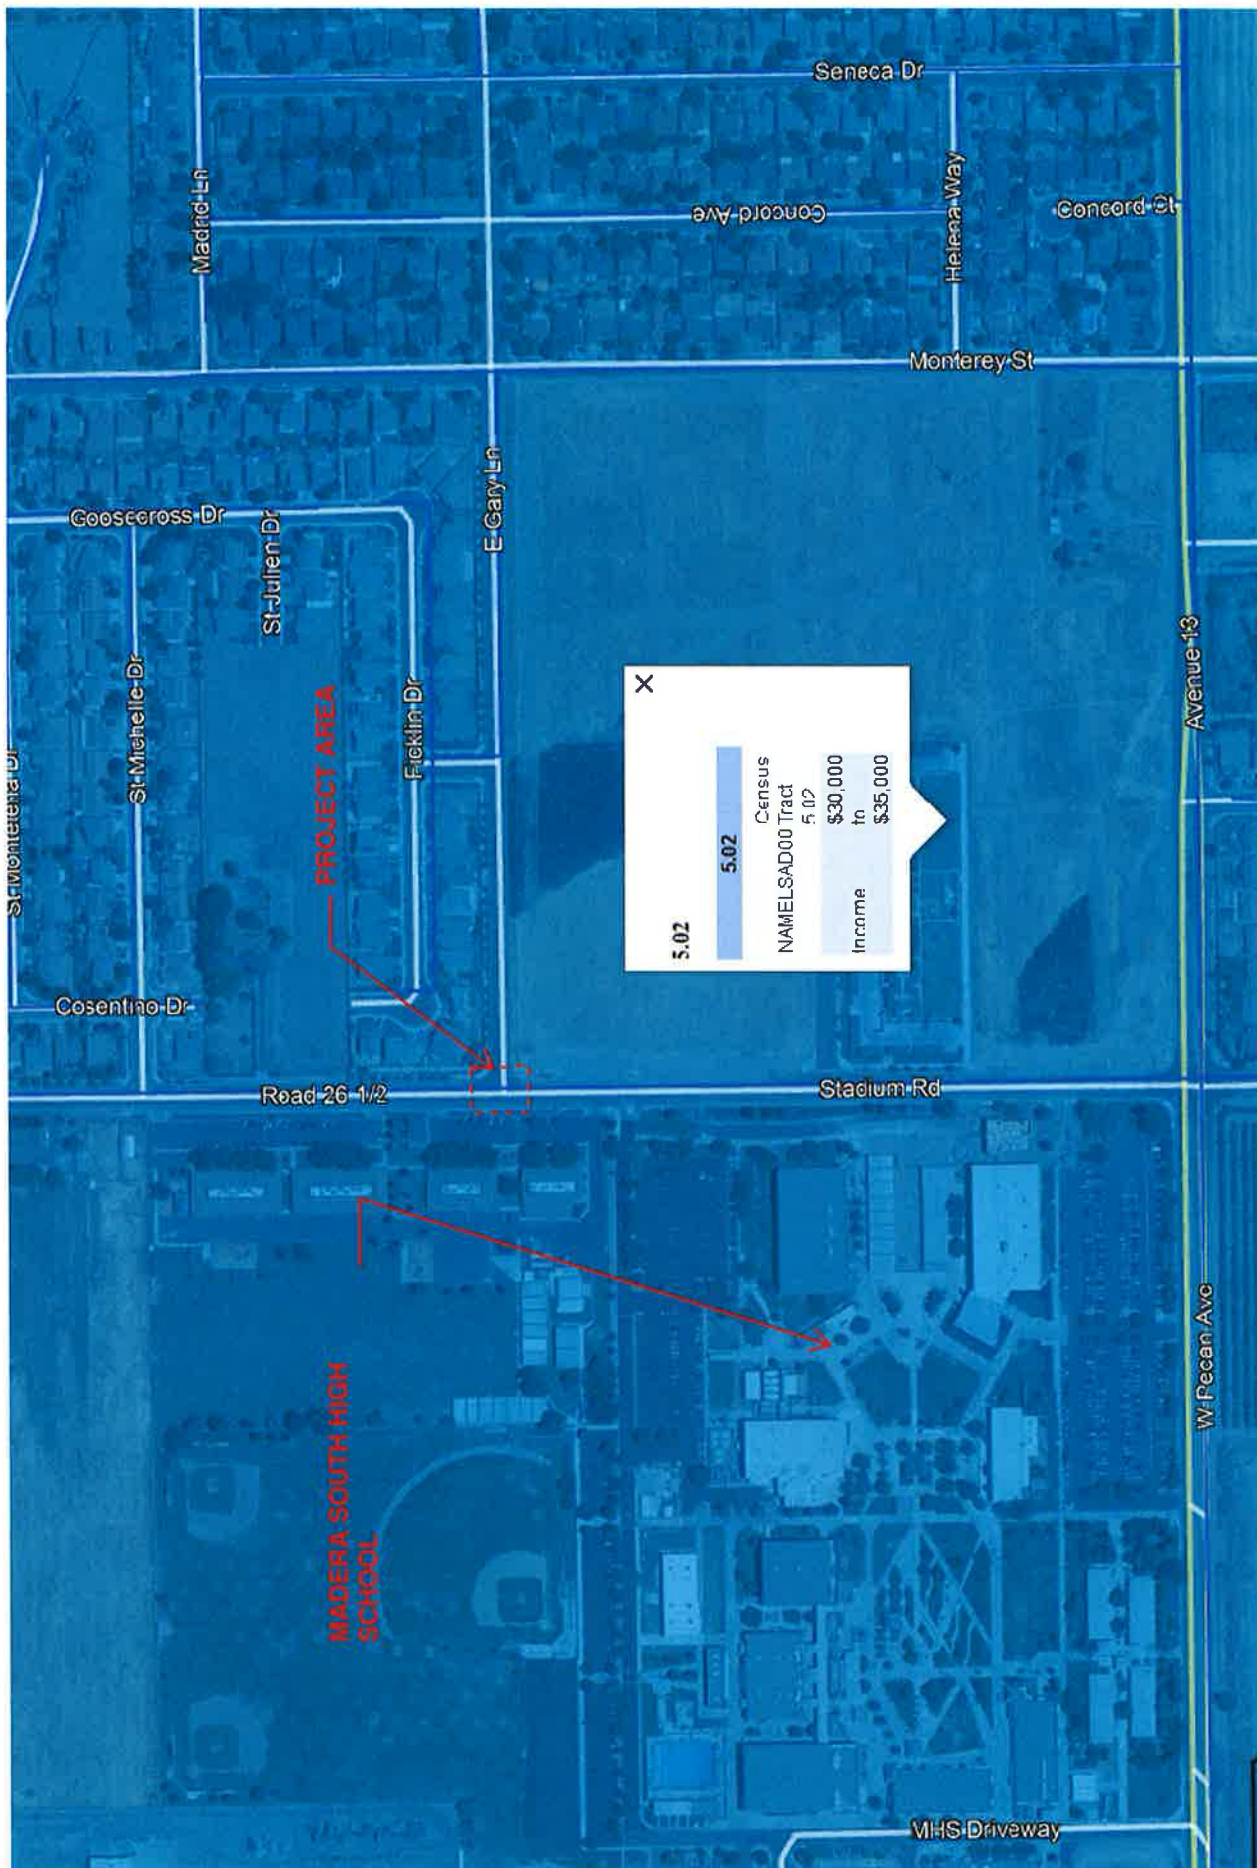 Seneca Dr
Madrid Ln
Concord Ave
Helena Way
Concord Ct
Monterey St
E Gary Ln
Goosecross Dr
St Julien Dr
St Michelle Dr
Ficklin Dr
Avenue 13
PROJECT AREA
×
5.02
5.02
Census
NAMELSAD00 Tract
5.02
$30,000
Income to
$35,000
Cosentino Dr
Road 26 1/2
Stadium Rd
MADERA SOUTH HIGH
SCHOOL
W Pecan Ave
MHS Driveway